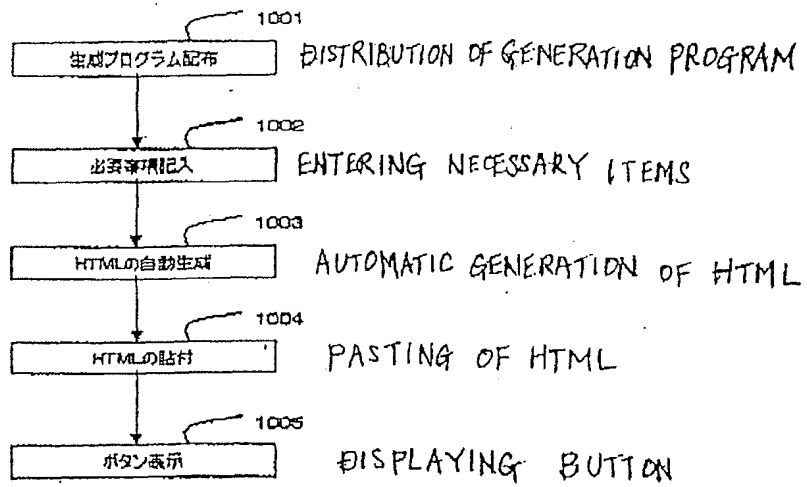 1001
生成プログラム配布 DISTRIBUTION OF GENERATION PROGRAM
1002
必要事項記入 ENTERING NECESSARY ITEMS
1003
HTMLの自動生成 AUTOMATIC GENERATION OF HTML
1004
HTMLの貼付 PASTING OF HTML
1005
ボタン表示 DISPLAYING BUTTON